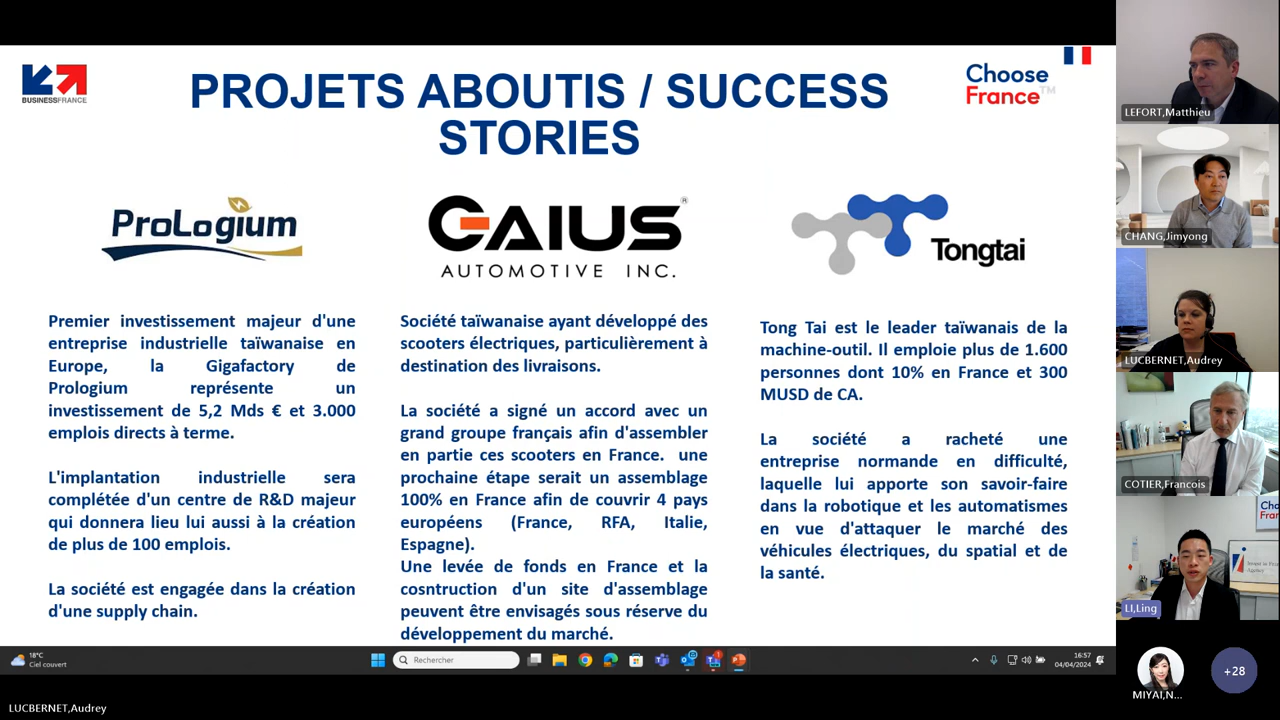 BUSINESSFRANCE
PROJETS ABOUTIS / SUCCESS
STORIES
Choose
France™
ProLogium
GAIUS®
AUTOMOTIVE INC.
Tongtai
Premier investissement majeur d'une
entreprise industrielle taïwanaise en
Europe, la Gigafactory de
Prologium représente un
investissement de 5,2 Mds € et 3.000
emplois directs à terme.
L'implantation industrielle sera
complétée d'un centre de R&D majeur
qui donnera lieu lui aussi à la création
de plus de 100 emplois.
La société est engagée dans la création
d'une supply chain.
Société taïwanaise ayant développé des
scooters électriques, particulièrement à
destination des livraisons.
La société a signé un accord avec un
grand groupe français afin d'assembler
en partie ces scooters en France. une
prochaine étape serait un assemblage
100% en France afin de couvrir 4 pays
européens (France, RFA, Italie,
Espagne).
Une levée de fonds en France et la
cosntruction d'un site d'assemblage
peuvent être envisagés sous réserve du
développement du marché.
Tong Tai est le leader taïwanais de la
machine-outil. Il emploie plus de 1.600
personnes dont 10% en France et 300
MUSD de CA.
La société a racheté une
entreprise normande en difficulté,
laquelle lui apporte son savoir-faire
dans la robotique et les automatismes
en vue d'attaquer le marché des
véhicules électriques, du spatial et de
la santé.
LEFORT,Matthieu
CHANG,Jimyong
LUCBERNET,Audrey
COTIER,Francois
LI,Ling
MIYAI,N...
+28
18°C
Ciel couvert
Rechercher
16:57
04/04/2024
LUCBERNET,Audrey